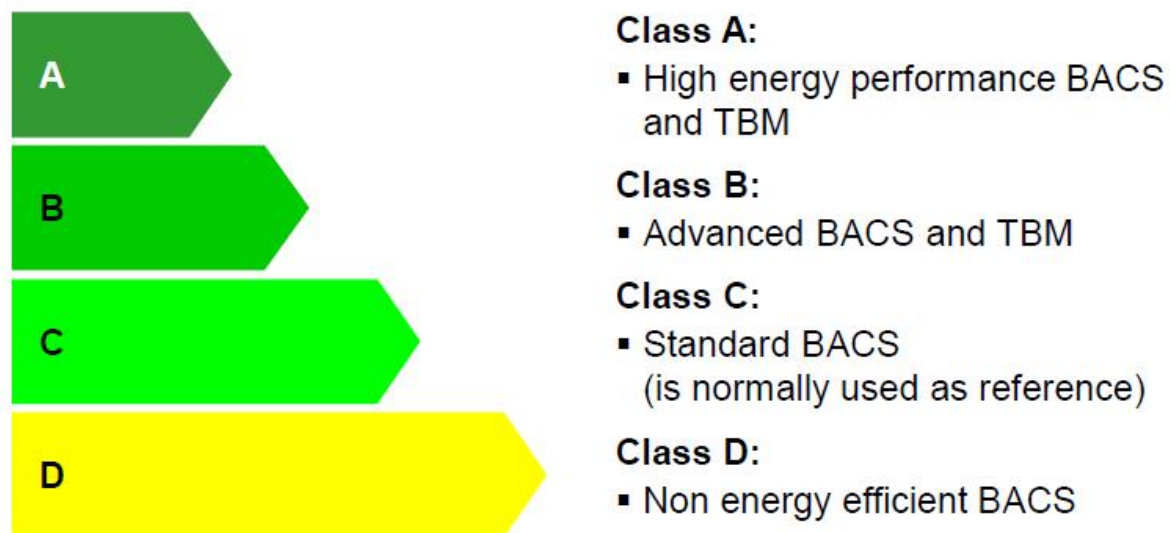 A
Class A:
▪ High energy performance BACS
and TBM
B
Class B:
▪ Advanced BACS and TBM
C
Class C:
▪ Standard BACS
(is normally used as reference)
D
Class D:
▪ Non energy efficient BACS